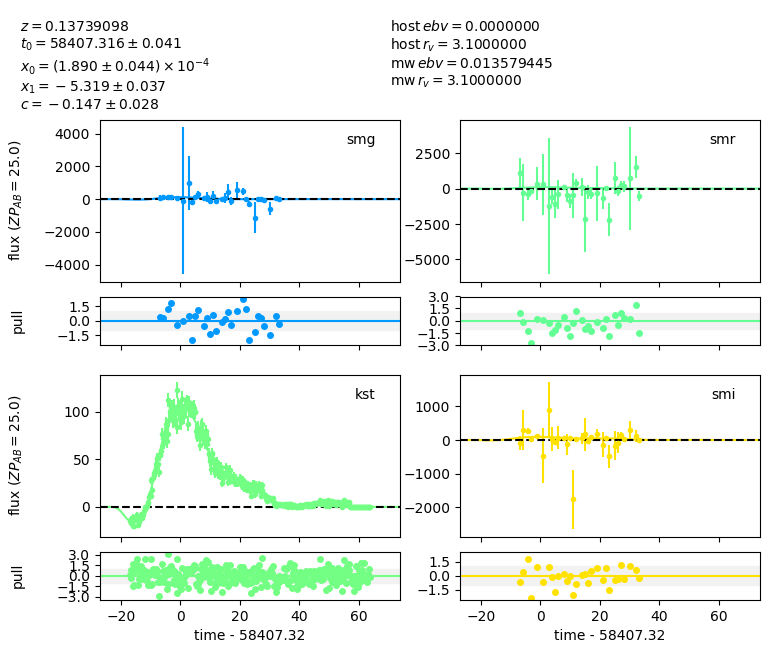 z = 0.13739098
t₀ = 58407.316 ± 0.041
x₀ = (1.890 ± 0.044) × 10⁻⁴
x₁ = −5.319 ± 0.037
c = −0.147 ± 0.028
host ebv = 0.0000000
host r_v = 3.1000000
mw ebv = 0.013579445
mw r_v = 3.1000000
smg
4000
2000
0
−2000
−4000
flux (ZP_AB = 25.0)
smr
2500
0
−2500
−5000
1.5
0.0
−1.5
pull
3.0
1.5
0.0
−1.5
−3.0
kst
100
50
0
flux (ZP_AB = 25.0)
smi
1000
0
−1000
−2000
3.0
1.5
0.0
−1.5
−3.0
pull
−20 0 20 40 60
time - 58407.32
1.5
0.0
−1.5
−20 0 20 40 60
time - 58407.32